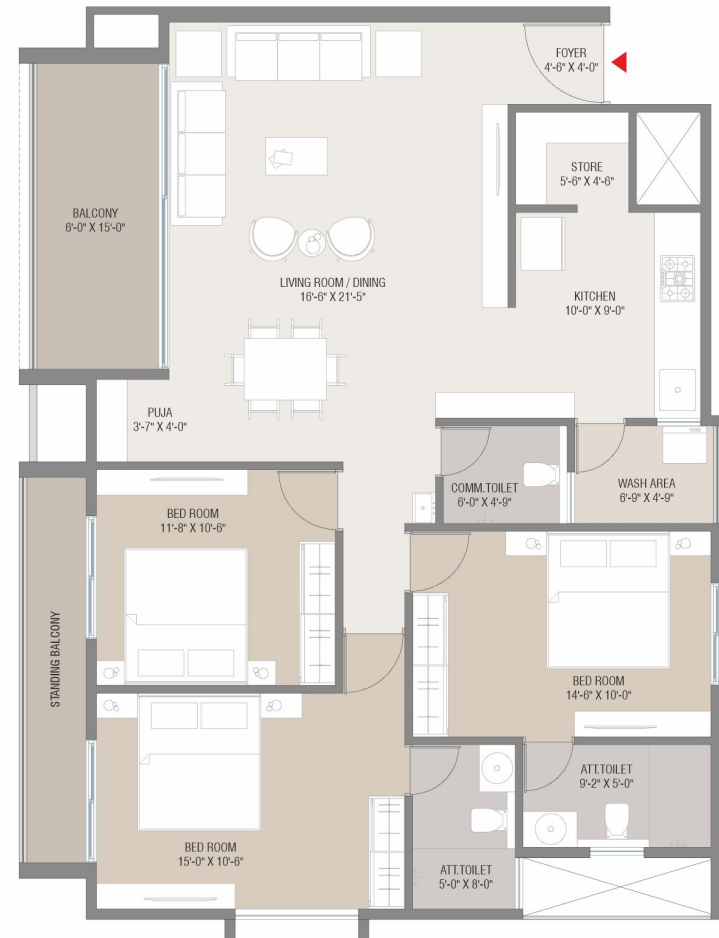 FOYER
4'-6" X 4'-0"
STORE
5'-6" X 4'-6"
BALCONY
6'-0" X 15'-0"
LIVING ROOM / DINING
16'-6" X 21'-5"
KITCHEN
10'-0" X 9'-0"
PUJA
3'-7" X 4'-0"
COMM.TOILET
6'-0" X 4'-9"
WASH AREA
6'-9" X 4'-9"
BED ROOM
11'-8" X 10'-6"
STANDING BALCONY
BED ROOM
14'-6" X 10'-0"
ATT.TOILET
9'-2" X 5'-0"
BED ROOM
15'-0" X 10'-6"
ATT.TOILET
5'-0" X 8'-0"